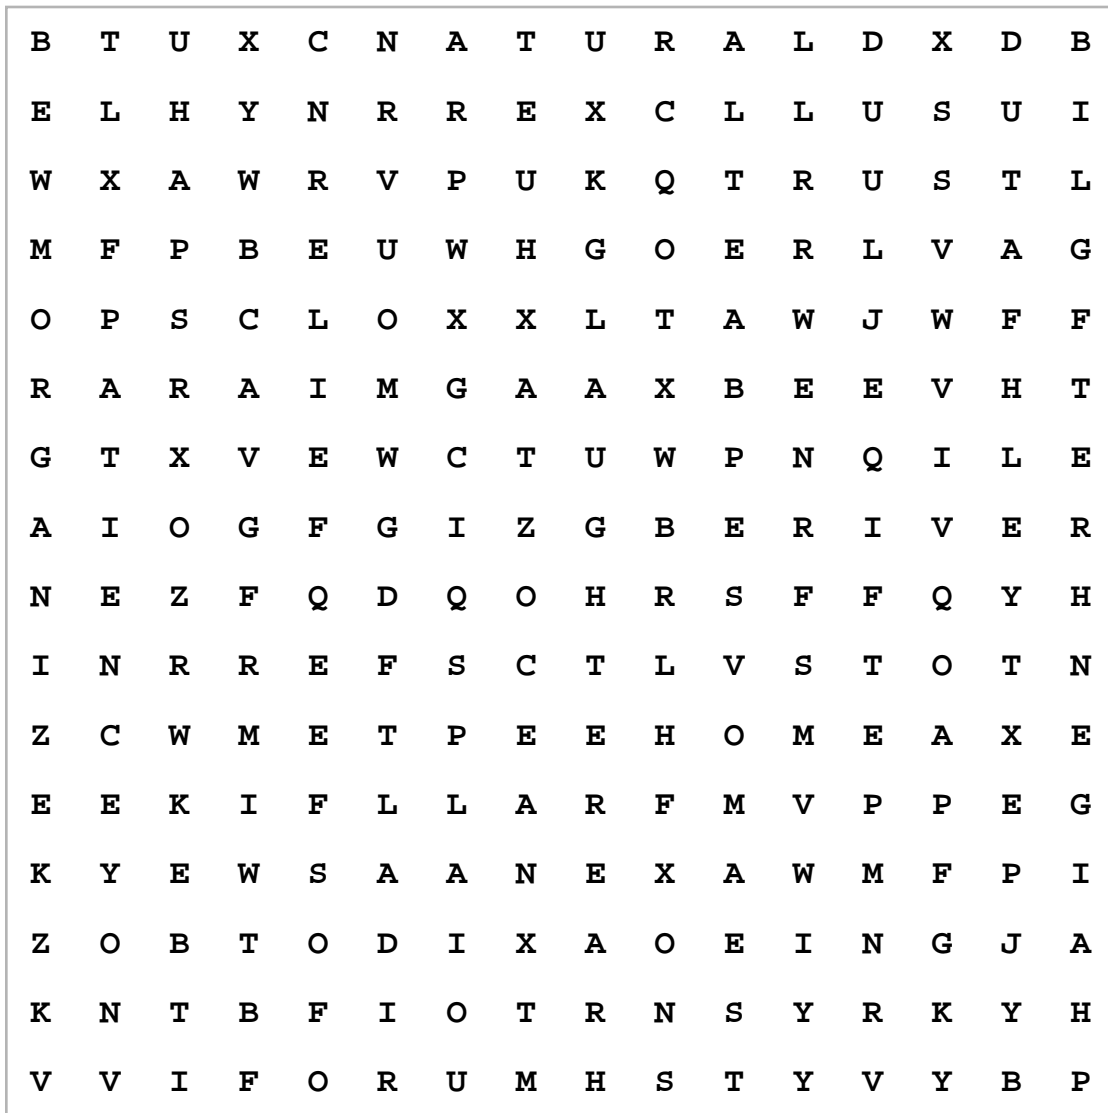 B T U X C N A T U R A L D X D B
E L H Y N R R E X C L L U S U I
W X A W R V P U K Q T R U S T L
M F P B E U W H G O E R L V A G
O P S C L O X X L T A W J W F F
R A R A I M G A A X B E E V H T
G T X V E W C T U W P N Q I L E
A I O G F G I Z G B E R I V E R
N E Z F Q D Q O H R S F F Q Y H
I N R R E F S C T L V S T O T N
Z C W M E T P E E H O M E A X E
E E K I F L L A R F M V P P E G
K Y E W S A A N E X A W M F P I
Z O B T O D I X A O E I N G J A
K N T B F I O T R N S Y R K Y H
V V I F O R U M H S T Y V Y B P